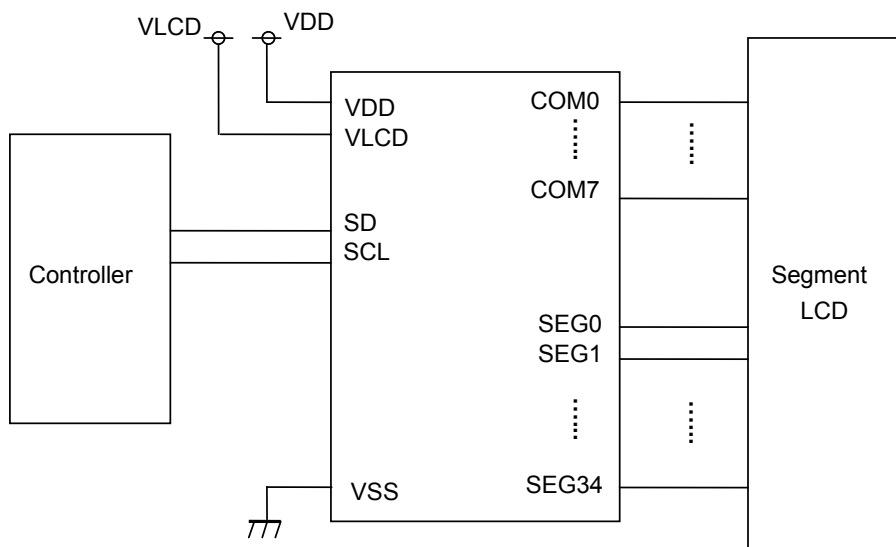 VLCD
VDD
VDD
VLCD
SD
SCL
VSS
COM0
COM7
SEG0
SEG1
SEG34
Controller
Segment
LCD